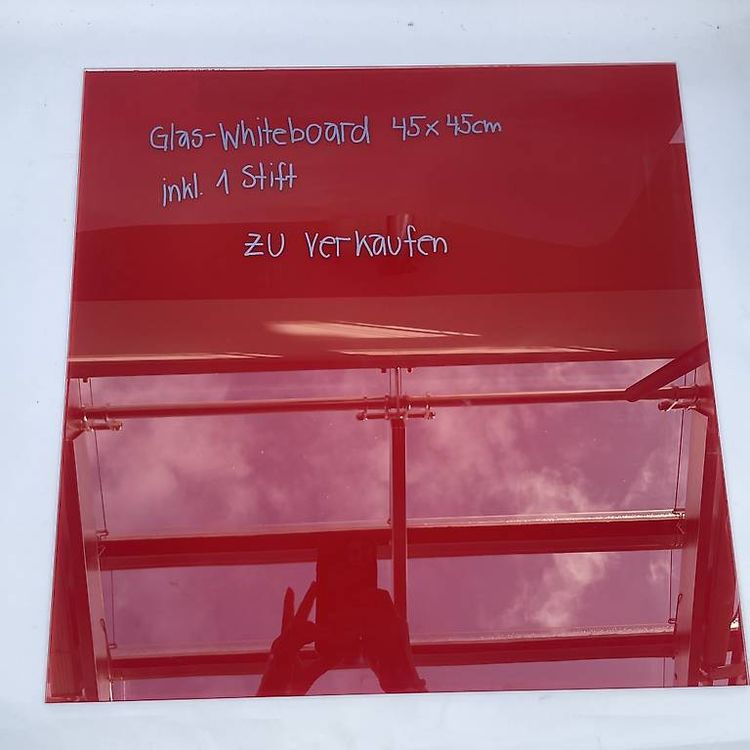 Glas-Whiteboard 45x45cm
inkl. 1 Stift
zu verkaufen